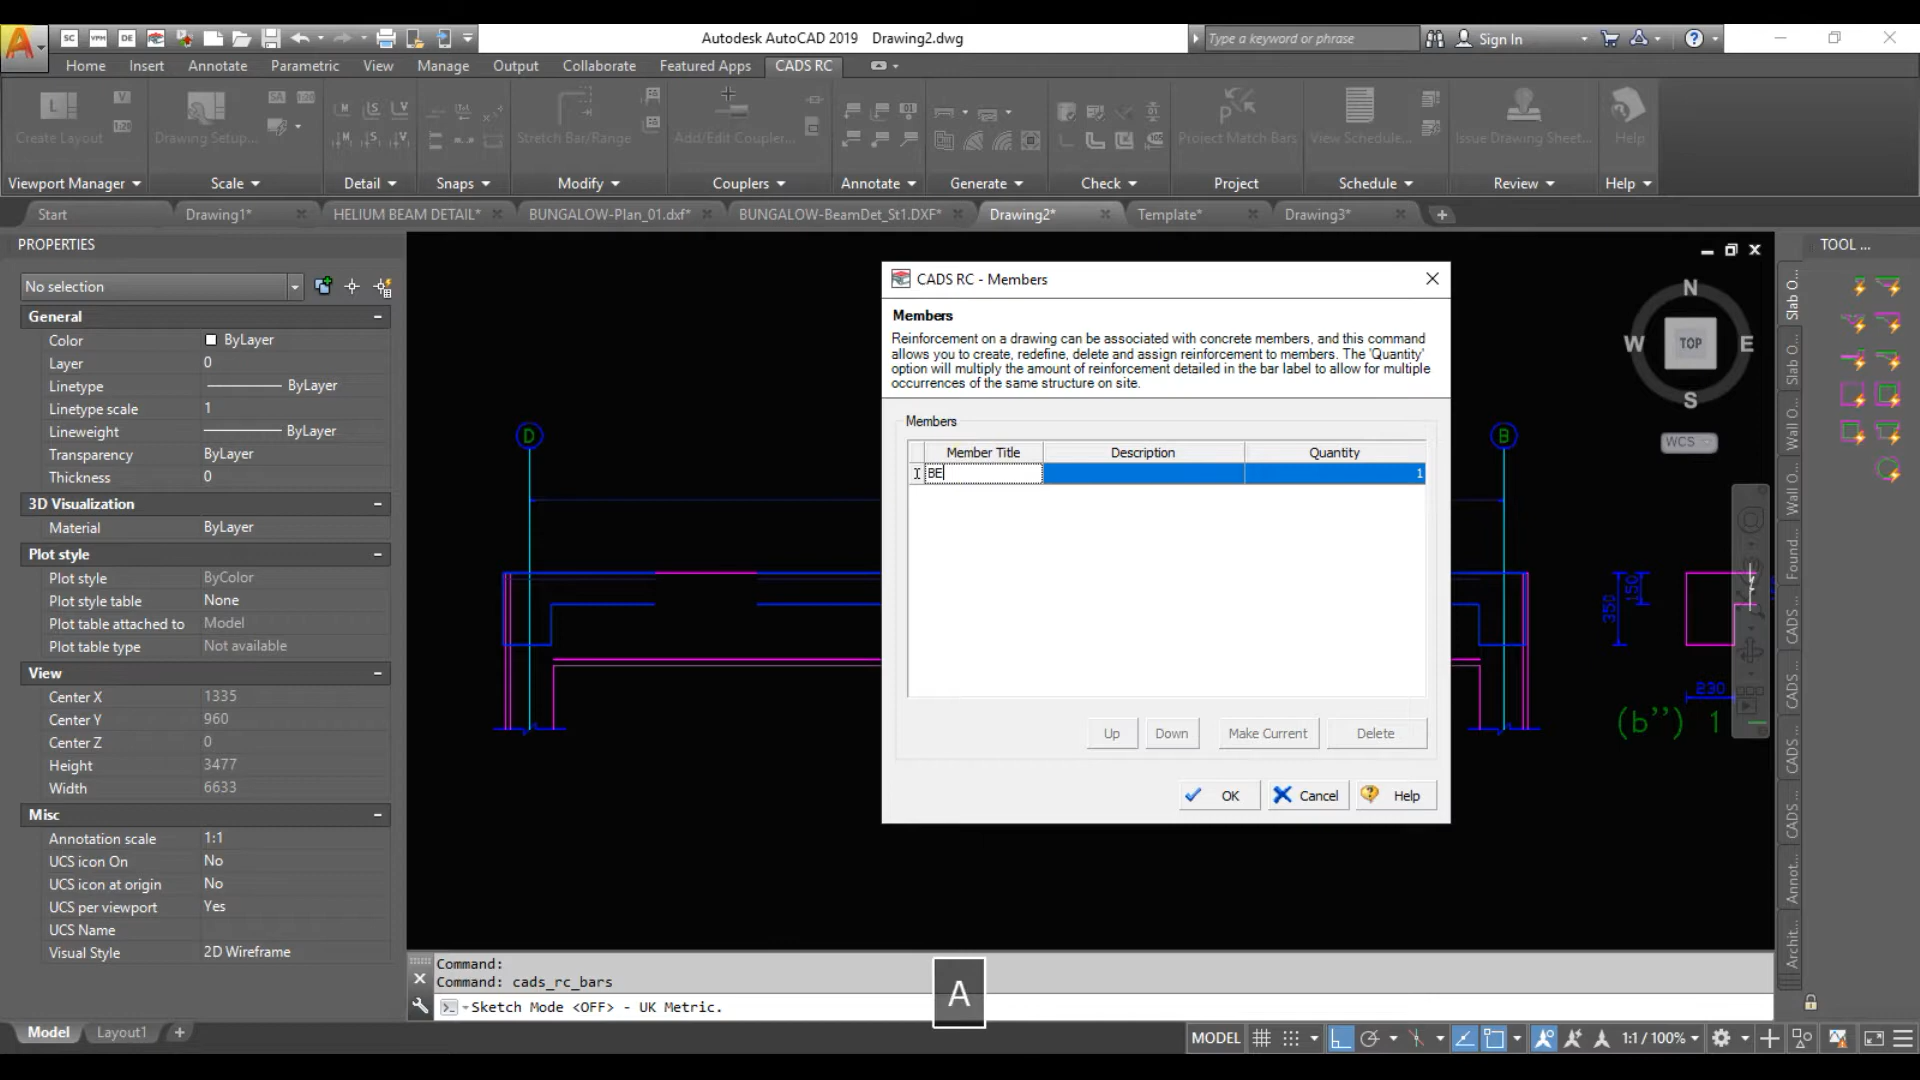 Autodesk AutoCAD 2019 Drawing2.dwg
Type a keyword or phrase
Sign In
Home Insert Annotate Parametric View Manage Output Collaborate Featured Apps CADS RC
Create Layout
Drawing Setup...
Stretch Bar/Range
Add/Edit Coupler...
Project Match Bars
View Schedule...
Issue Drawing Sheet...
Help
Viewport Manager Scale Detail Snaps Modify Couplers Annotate Generate Check Project Schedule Review Help
Start Drawing1* HELIUM BEAM DETAIL* BUNGALOW-Plan_01.dxf* BUNGALOW-BeamDet_St1.DXF* Drawing2* Template* Drawing3*
PROPERTIES
No selection
General
Color ByLayer
Layer 0
Linetype ByLayer
Linetype scale 1
Lineweight ByLayer
Transparency ByLayer
Thickness 0
3D Visualization
Material ByLayer
Plot style
Plot style ByColor
Plot style table None
Plot table attached to Model
Plot table type Not available
View
Center X 1335
Center Y 960
Center Z 0
Height 3477
Width 6633
Misc
Annotation scale 1:1
UCS icon On No
UCS icon at origin No
UCS per viewport Yes
UCS Name
Visual Style 2D Wireframe
D
B
CADS RC - Members
Members
Reinforcement on a drawing can be associated with concrete members, and this command
allows you to create, redefine, delete and assign reinforcement to members. The 'Quantity'
option will multiply the amount of reinforcement detailed in the bar label to allow for multiple
occurrences of the same structure on site.
Members
Member Title Description Quantity
BE 1
Up Down Make Current Delete
OK Cancel Help
N
W TOP E
S
WCS
350
150
230
(b'') 1
TOOL ...
Slab O...
Slab O...
Wall O...
Wall O...
Found...
CADS ...
CADS ...
CADS ...
CADS ...
Annot...
Archit...
Command:
Command: cads_rc_bars
Sketch Mode <OFF> - UK Metric.
A
Model Layout1
MODEL 1:1 / 100%